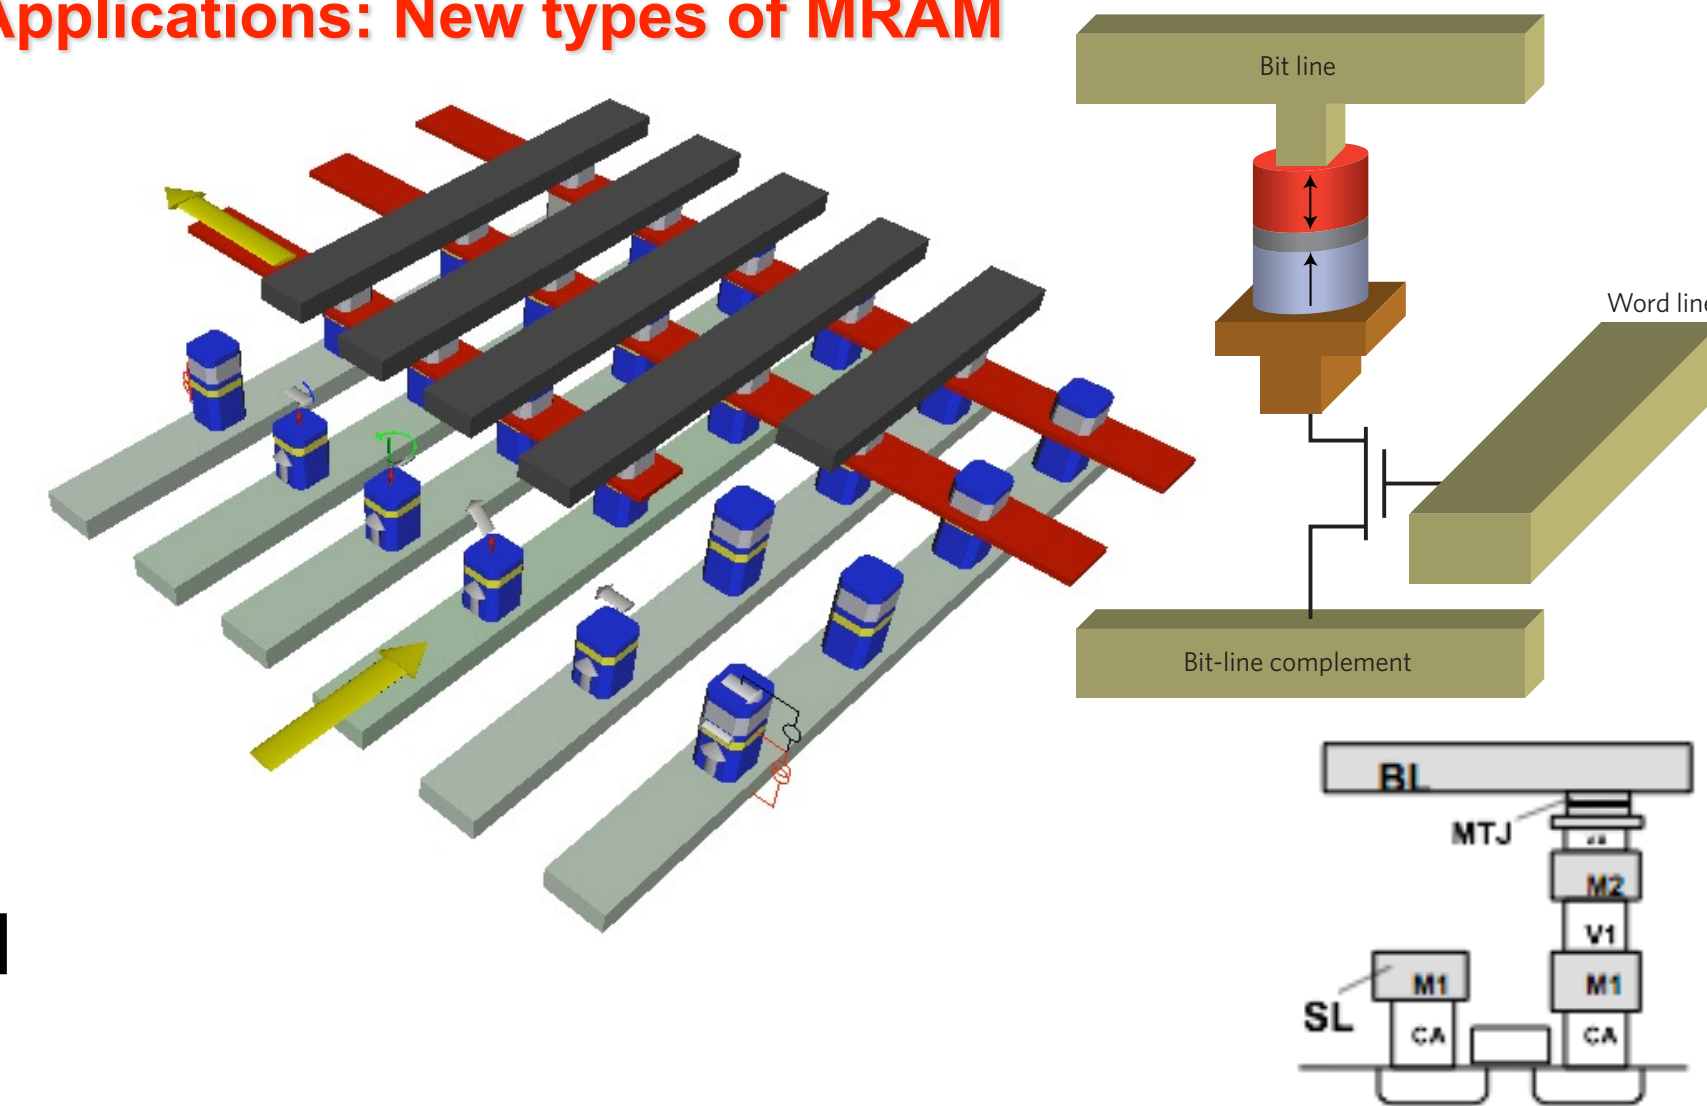 Applications: New types of MRAM
Bit line
Word line
Bit-line complement
BL
MTJ
M2
V1
M1
M1
SL
CA
CA